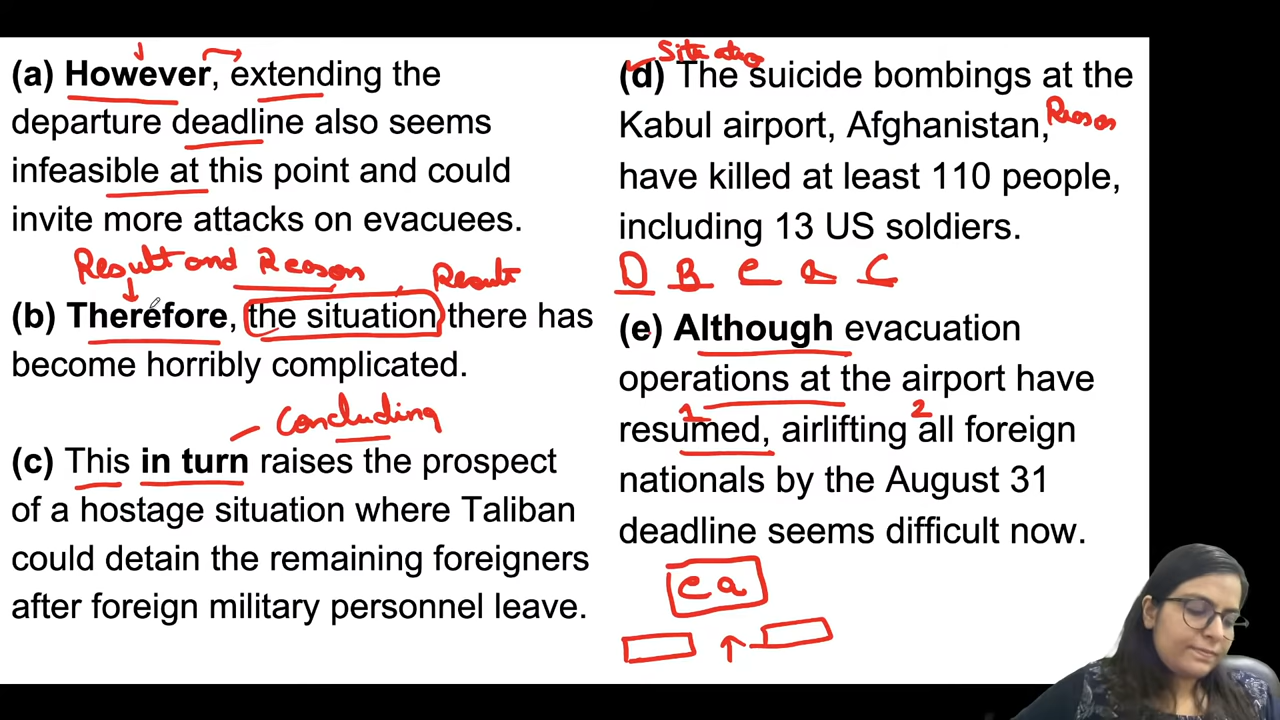 (a) However, extending the
departure deadline also seems
infeasible at this point and could
invite more attacks on evacuees.
Result and Reason
Result
(b) Therefore, the situation there has
become horribly complicated.
Concluding
(c) This in turn raises the prospect
of a hostage situation where Taliban
could detain the remaining foreigners
after foreign military personnel leave.
(d) The suicide bombings at the
Kabul airport, Afghanistan,
Reason
have killed at least 110 people,
including 13 US soldiers.
D B e a C
(e) Although evacuation
operations at the airport have
1 2
resumed, airlifting all foreign
nationals by the August 31
deadline seems difficult now.
e a